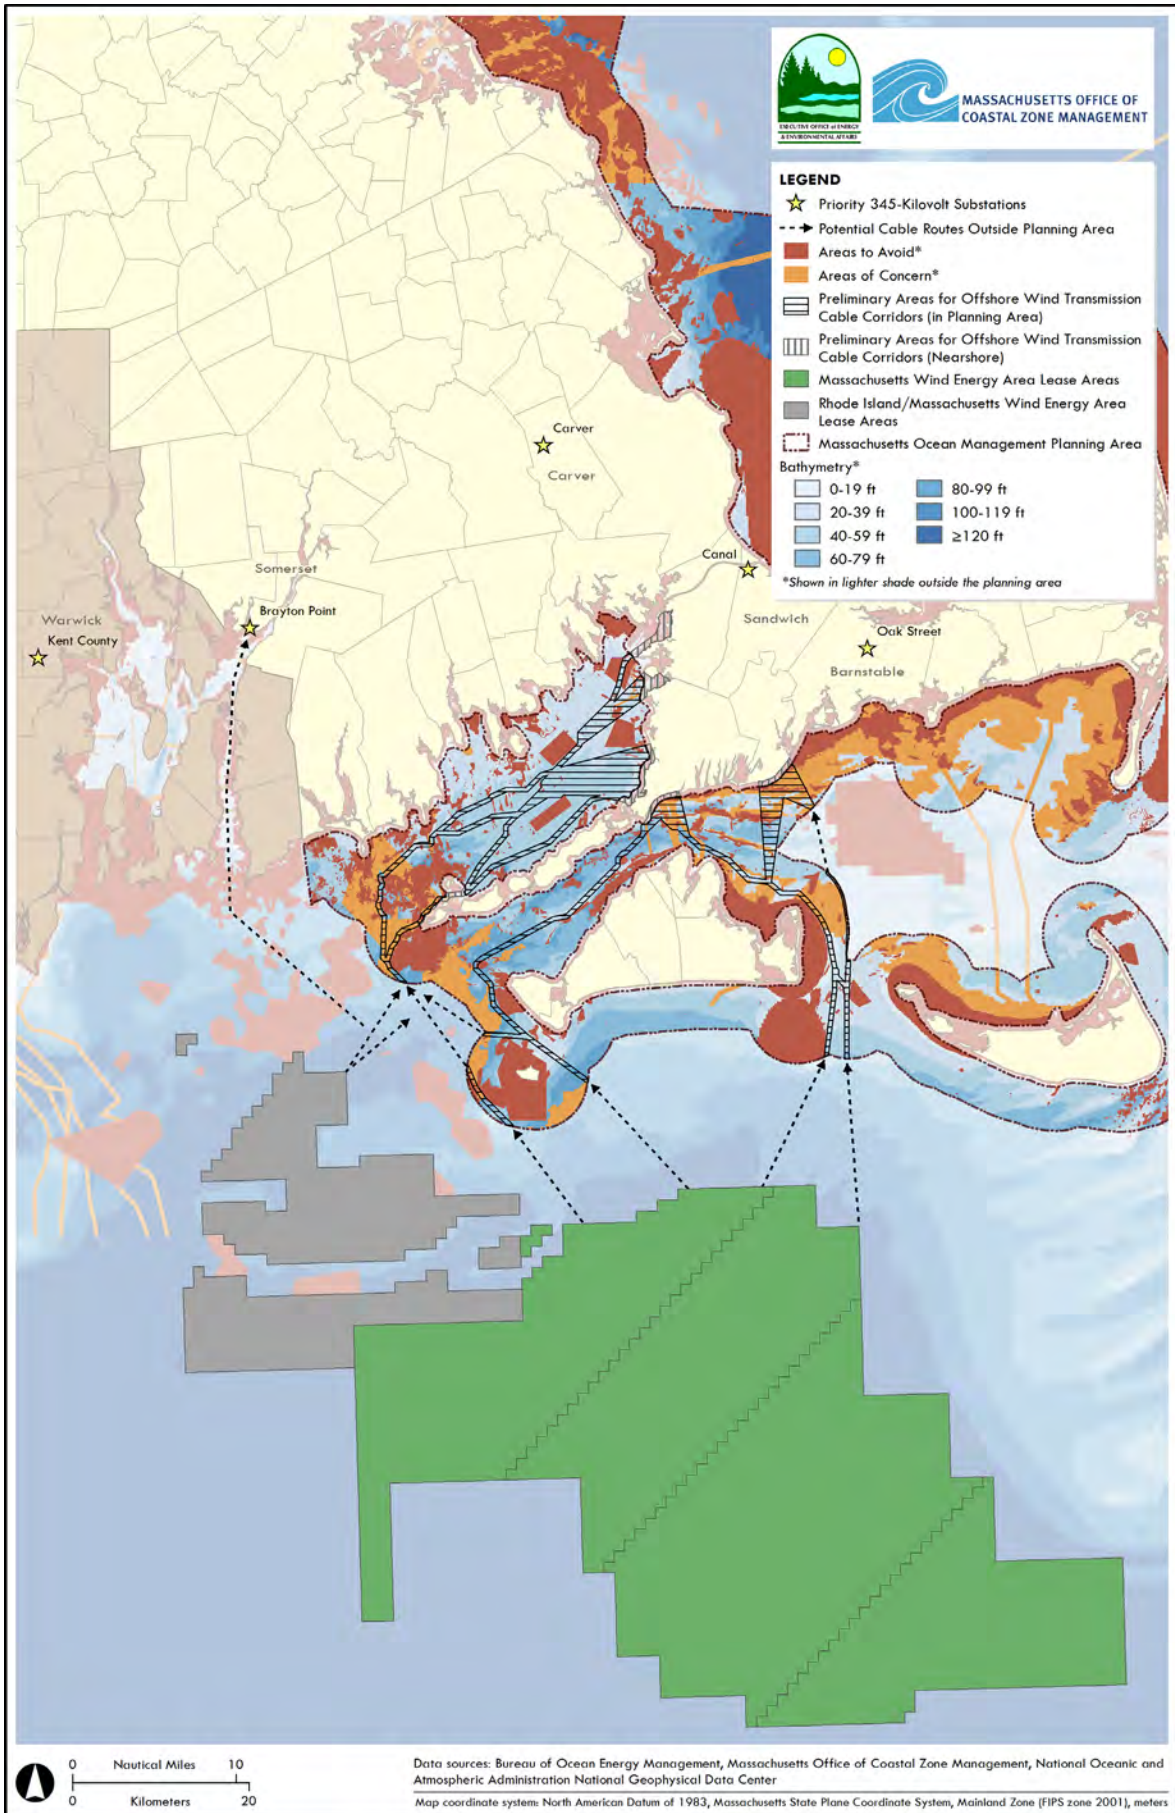 EXECUTIVE OFFICE of ENERGY
& ENVIRONMENTAL AFFAIRS
MASSACHUSETTS OFFICE OF
COASTAL ZONE MANAGEMENT
LEGEND
Priority 345-Kilovolt Substations
Potential Cable Routes Outside Planning Area
Areas to Avoid*
Areas of Concern*
Preliminary Areas for Offshore Wind Transmission
Cable Corridors (in Planning Area)
Preliminary Areas for Offshore Wind Transmission
Cable Corridors (Nearshore)
Massachusetts Wind Energy Area Lease Areas
Rhode Island/Massachusetts Wind Energy Area
Lease Areas
Massachusetts Ocean Management Planning Area
Bathymetry*
0-19 ft
20-39 ft
40-59 ft
60-79 ft
80-99 ft
100-119 ft
≥120 ft
*Shown in lighter shade outside the planning area
Carver
Carver
Canal
Somerset
Brayton Point
Sandwich
Warwick
Kent County
Oak Street
Barnstable
0 Nautical Miles 10
0 Kilometers 20
Data sources: Bureau of Ocean Energy Management, Massachusetts Office of Coastal Zone Management, National Oceanic and
Atmospheric Administration National Geophysical Data Center
Map coordinate system: North American Datum of 1983, Massachusetts State Plane Coordinate System, Mainland Zone (FIPS zone 2001), meters